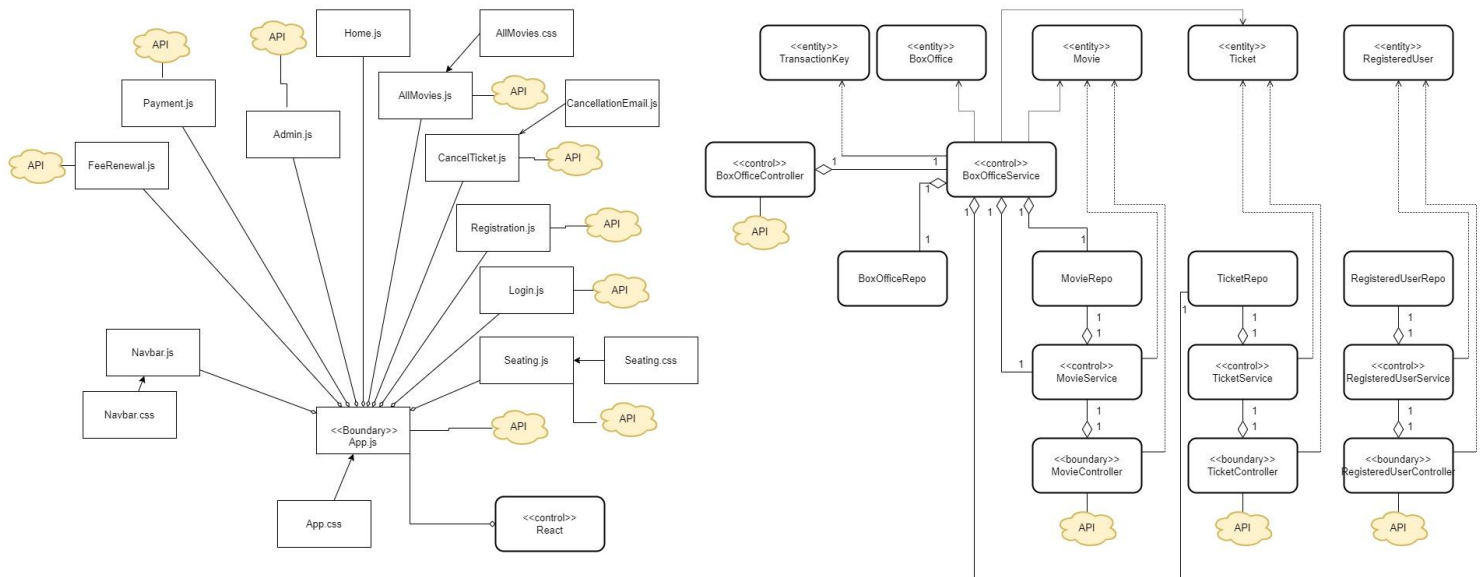 Home.js
AllMovies.css
API
API
Payment.js
Admin.js
AllMovies.js
API
CancellationEmail.js
API
FeeRenewal.js
CancelTicket.js
API
Registration.js
API
Login.js
API
Navbar.js
Seating.js
Seating.css
Navbar.css
<<Boundary>>
App.js
API
API
App.css
<<control>>
React
<<entity>>
TransactionKey
<<entity>>
BoxOffice
<<entity>>
Movie
<<entity>>
Ticket
<<entity>>
RegisteredUser
<<control>>
BoxOfficeController
1
1
<<control>>
BoxOfficeService
1
1
1
1
API
1
1
BoxOfficeRepo
MovieRepo
TicketRepo
RegisteredUserRepo
1
1
1
1
1
1
1
1
<<control>>
MovieService
<<control>>
TicketService
<<control>>
RegisteredUserService
1
1
1
1
1
1
<<boundary>>
MovieController
<<boundary>>
TicketController
<<boundary>>
RegisteredUserController
API
API
API